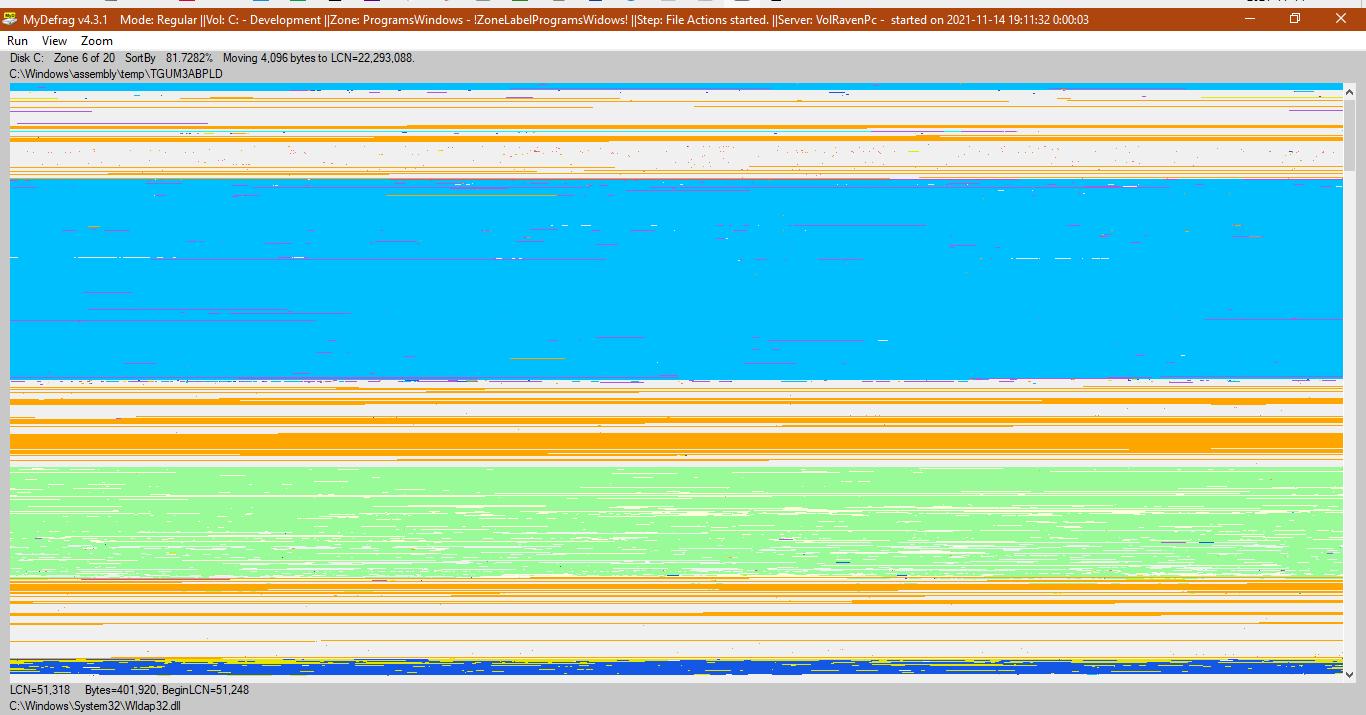 MyDefrag v4.3.1 Mode: Regular ||Vol: C: - Development ||Zone: ProgramsWindows - !ZoneLabelProgramsWidows! ||Step: File Actions started. ||Server: VolRavenPc - started on 2021-11-14 19:11:32 0:00:03
Run View Zoom
Disk C: Zone 6 of 20 SortBy 81.7282% Moving 4,096 bytes to LCN=22,293,088.
C:\Windows\assembly\temp\TGUM3ABPLD
LCN=51,318 Bytes=401,920, BeginLCN=51,248
C:\Windows\System32\Wldap32.dll